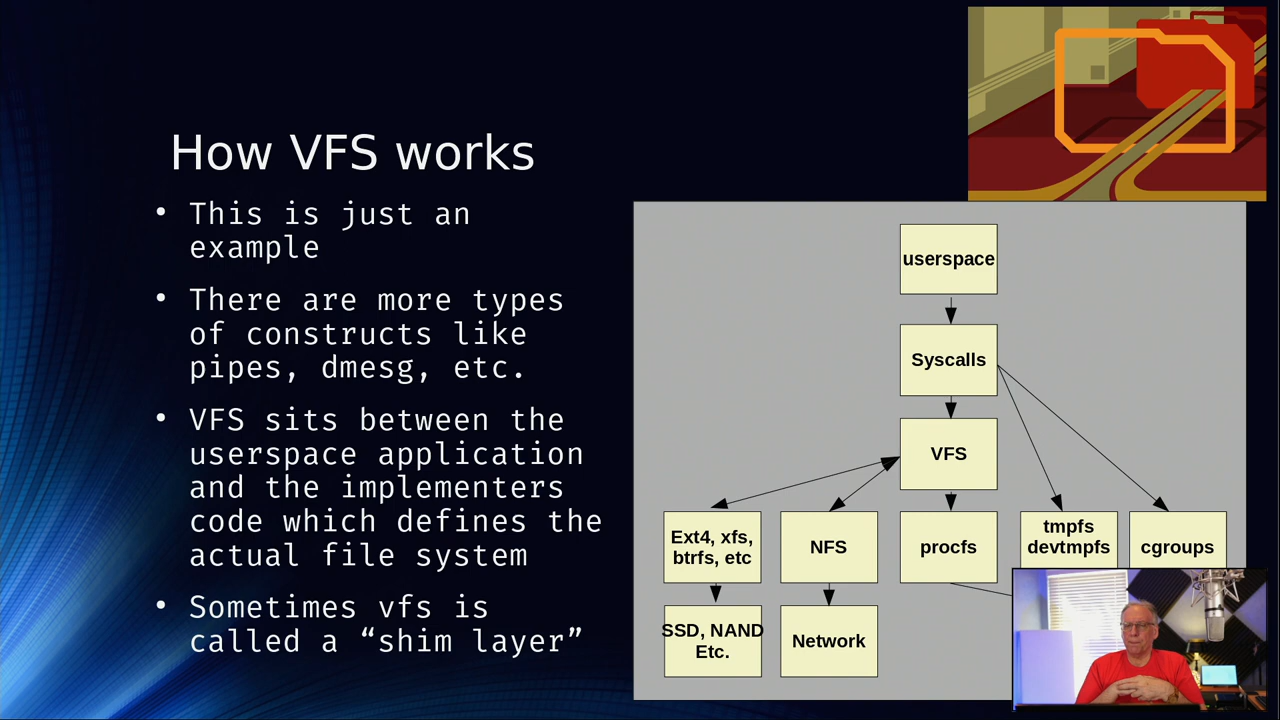 How VFS works
• This is just an
example
• There are more types
of constructs like
pipes, dmesg, etc.
• VFS sits between the
userspace application
and the implementers
code which defines the
actual file system
• Sometimes vfs is
called a “shim layer”
userspace
Syscalls
VFS
Ext4, xfs,
btrfs, etc
NFS
procfs
tmpfs
devtmpfs
cgroups
SSD, NAND
Etc.
Network